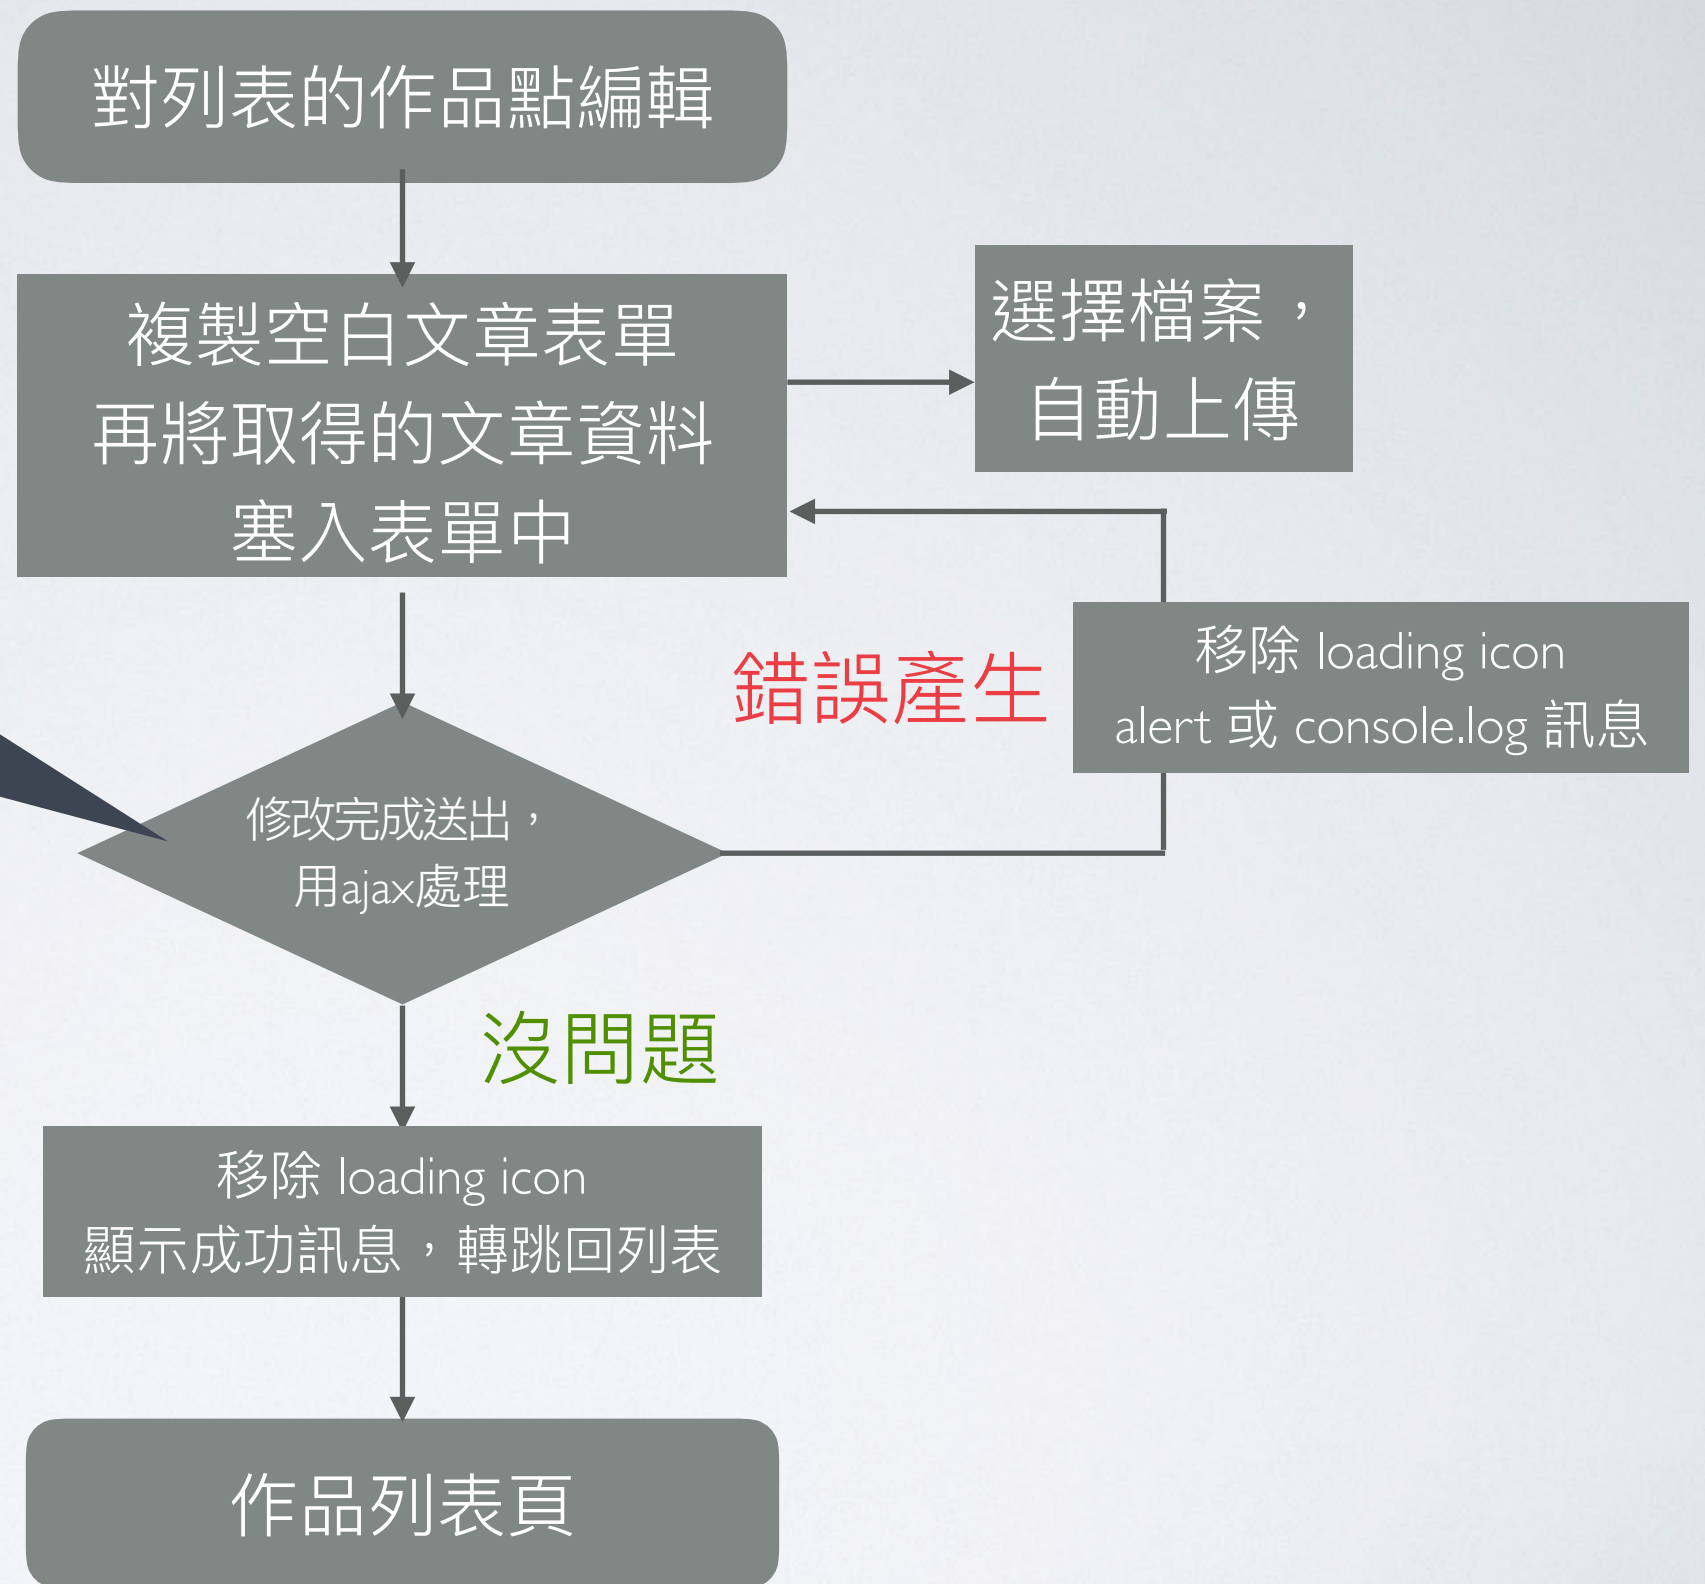 對列表的作品點編輯
複製空白文章表單
再將取得的文章資料
塞入表單中
選擇檔案，
自動上傳
錯誤產生
移除 loading icon
alert 或 console.log 訊息
修改完成送出，
用ajax處理
沒問題
移除 loading icon
顯示成功訊息，轉跳回列表
作品列表頁